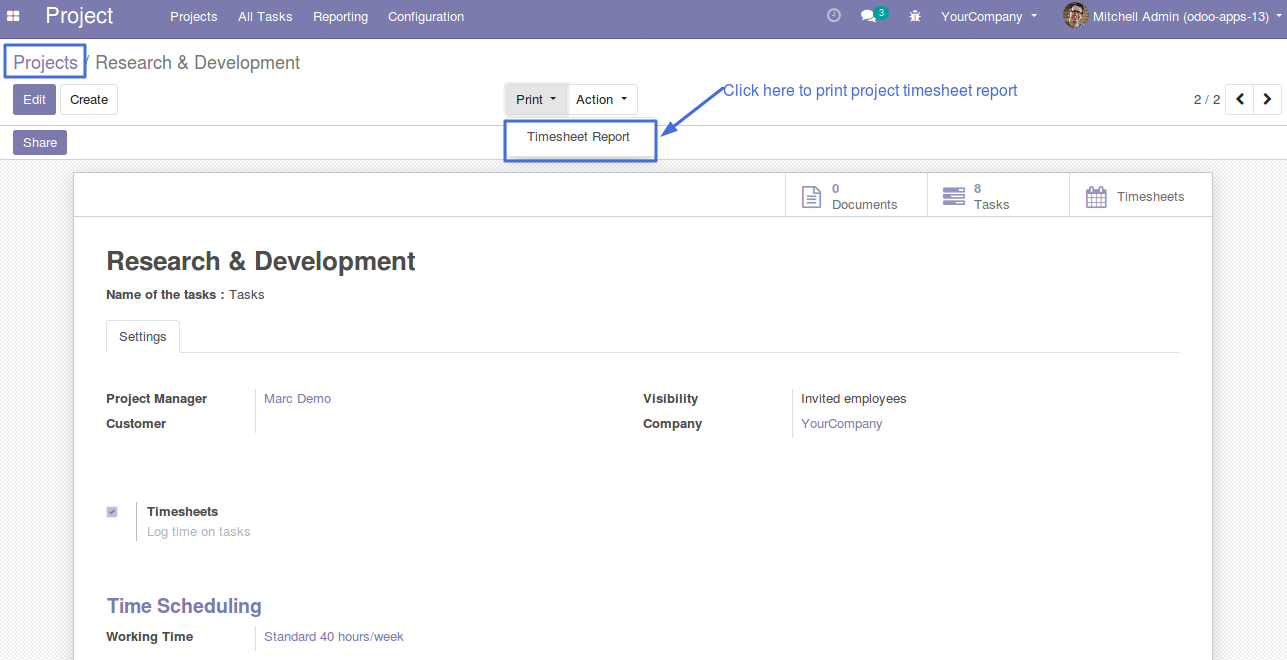 Project Projects All Tasks Reporting Configuration 3 YourCompany Mitchell Admin (odoo-apps-13)
Projects / Research & Development
Click here to print project timesheet report
Edit Create Print Action 2 / 2
Timesheet Report
Share
0 Documents
8 Tasks
Timesheets
Research & Development
Name of the tasks : Tasks
Settings
Project Manager Marc Demo
Customer
Visibility Invited employees
Company YourCompany
Timesheets
Log time on tasks
Time Scheduling
Working Time Standard 40 hours/week